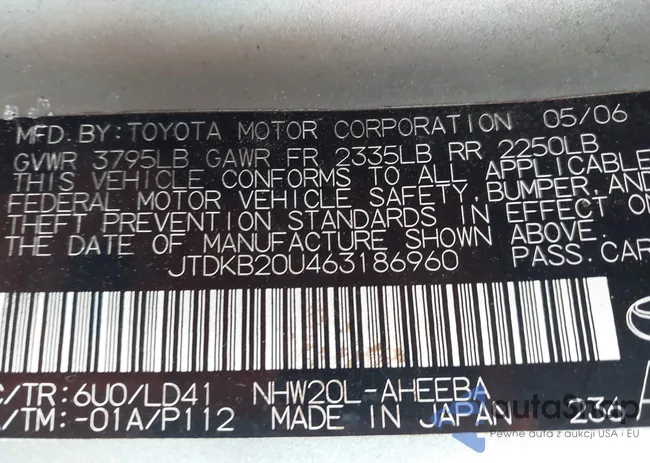 MFD. BY: TOYOTA MOTOR CORPORATION 05/06
GVWR 3795LB GAWR FR 2335LB RR 2250LB
THIS VEHICLE CONFORMS TO ALL APPLICABLE
FEDERAL MOTOR VEHICLE SAFETY, BUMPER, AND
THEFT PREVENTION STANDARDS IN EFFECT ON
THE DATE OF MANUFACTURE SHOWN ABOVE.
JTDKB20U463186960 PASS.CAR
C/TR:6U0/LD41 NHW20L-AHEEBA
A/TM:-01A/P112 MADE IN JAPAN 23
AutoSnap
Pewne auta z aukcji USA i EU